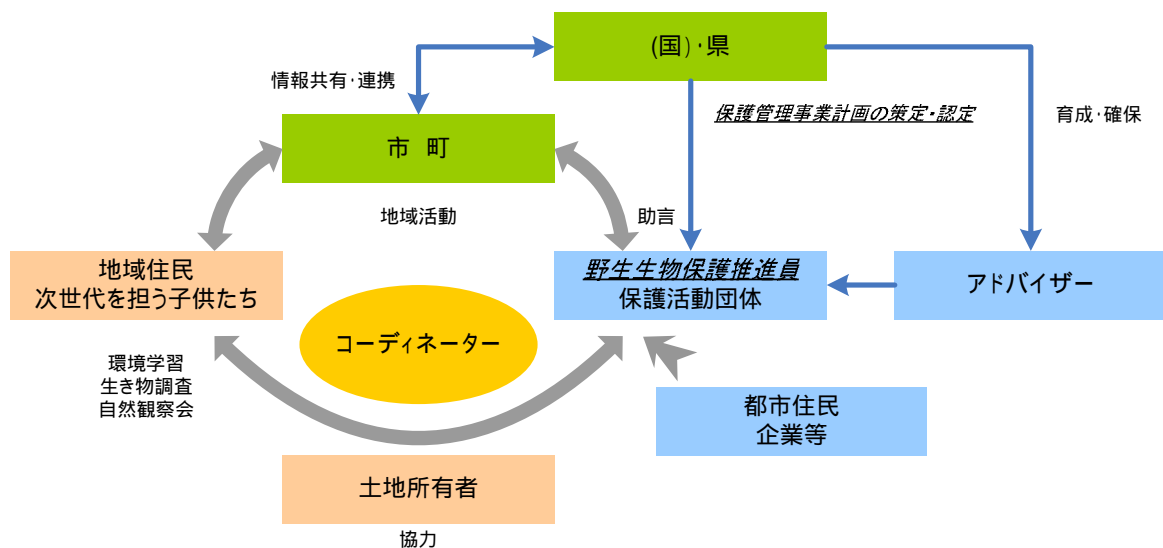 (国)・県
情報共有・連携
保護管理事業計画の策定・認定
育成・確保
市 町
地域活動
助言
地域住民
次世代を担う子供たち
野生生物保護推進員
保護活動団体
アドバイザー
コーディネーター
環境学習
生き物調査
自然観察会
都市住民
企業等
土地所有者
協力